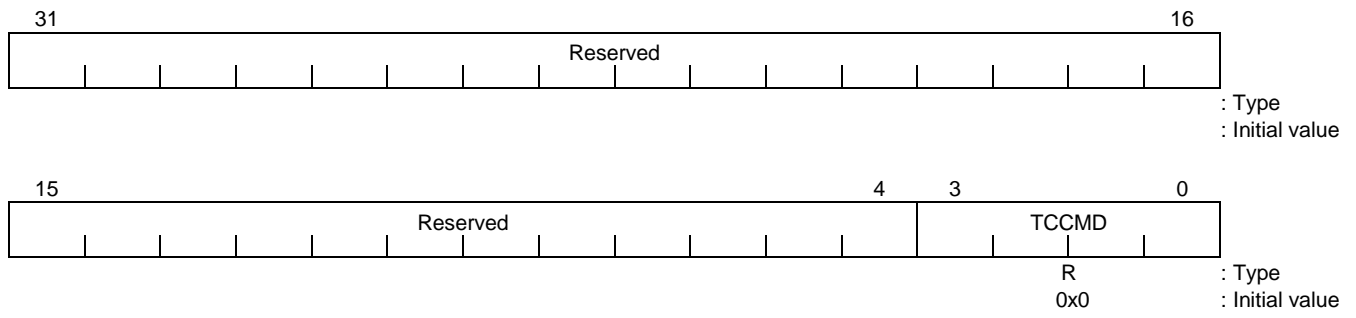 31 16
Reserved
: Type
: Initial value
15 4 3 0
Reserved TCCMD
R : Type
0x0 : Initial value